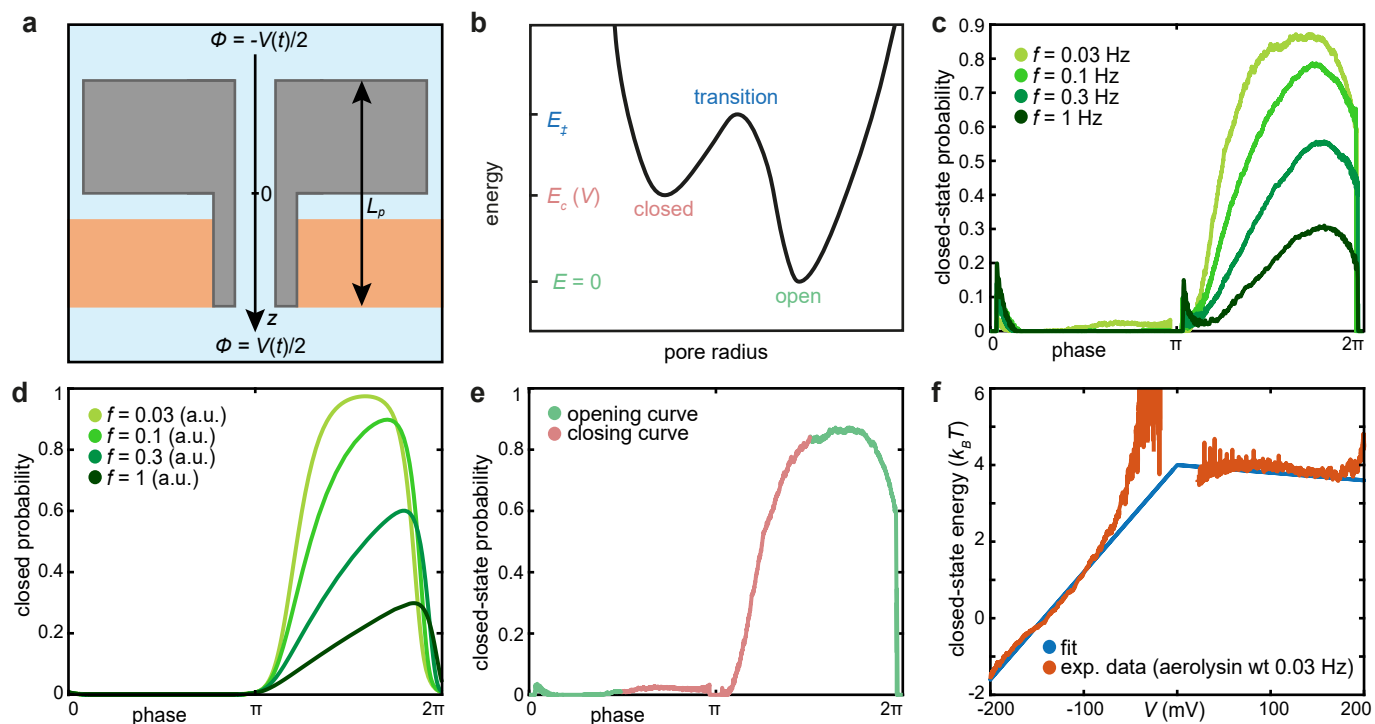 a
Φ = -V(t)/2
0
L_p
z
Φ = V(t)/2
b
energy
E_‡
E_c (V)
E = 0
transition
closed
open
pore radius
c
closed-state probability
f = 0.03 Hz
f = 0.1 Hz
f = 0.3 Hz
f = 1 Hz
0.9
0.8
0.7
0.6
0.5
0.4
0.3
0.2
0.1
0
0
phase
π
2π
d
closed probability
f = 0.03 (a.u.)
f = 0.1 (a.u.)
f = 0.3 (a.u.)
f = 1 (a.u.)
1
0.8
0.6
0.4
0.2
0
0
phase
π
2π
e
closed-state probability
opening curve
closing curve
1
0.8
0.6
0.4
0.2
0
0
phase
π
2π
f
closed-state energy (k_B T)
6
4
2
0
-2
fit
exp. data (aerolysin wt 0.03 Hz)
-200
-100
V (mV)
100
200